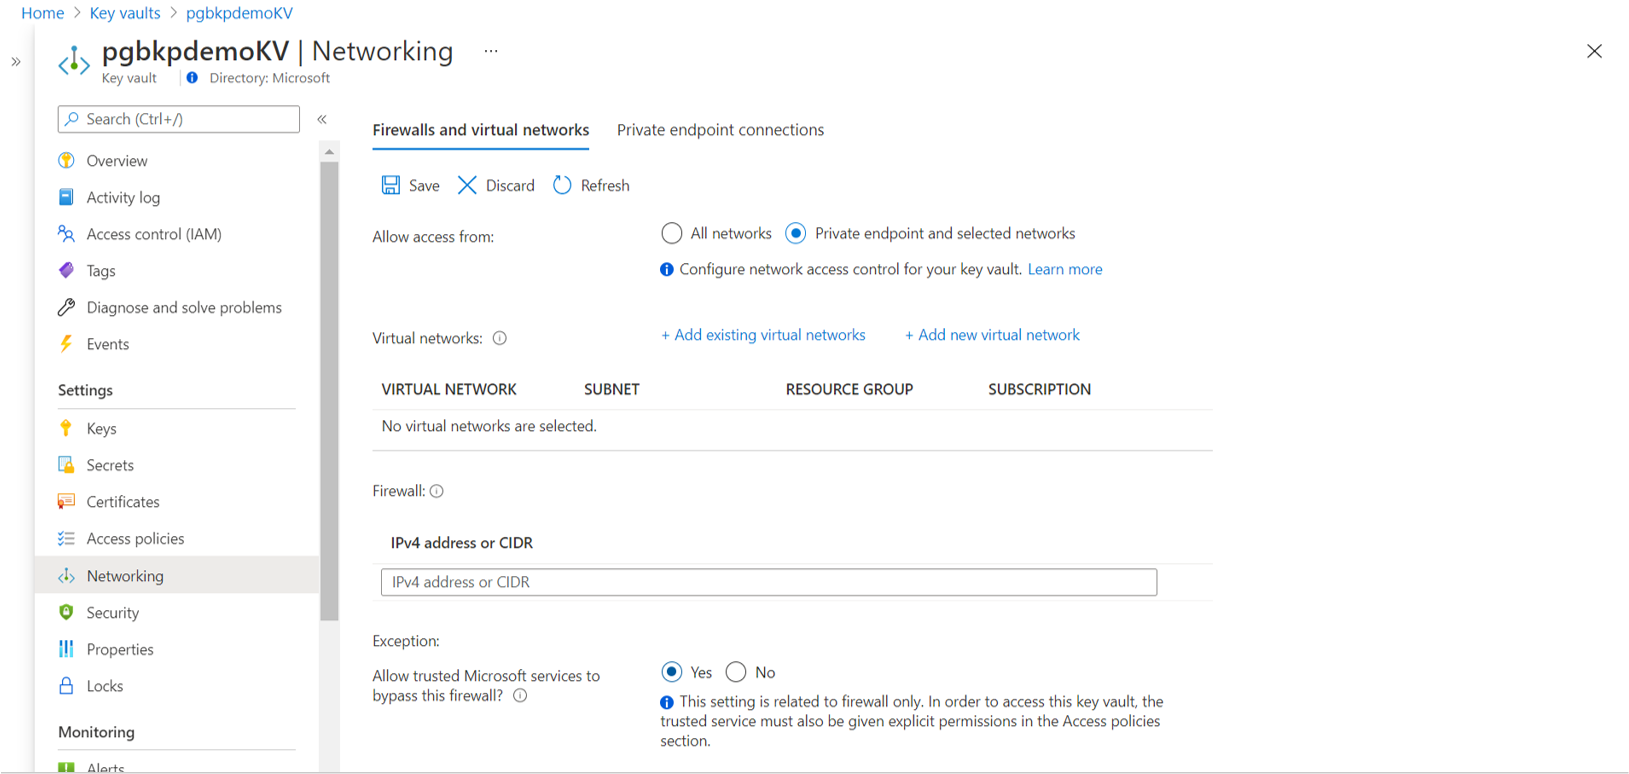 Home > Key vaults > pgbkpdemoKV
» pgbkpdemoKV | Networking ...
Key vault | Directory: Microsoft
Search (Ctrl+/) «
Overview
Activity log
Access control (IAM)
Tags
Diagnose and solve problems
Events
Settings
Keys
Secrets
Certificates
Access policies
Networking
Security
Properties
Locks
Monitoring
Alerts
Firewalls and virtual networks Private endpoint connections
Save Discard Refresh
Allow access from: All networks Private endpoint and selected networks
Configure network access control for your key vault. Learn more
Virtual networks: + Add existing virtual networks + Add new virtual network
VIRTUAL NETWORK SUBNET RESOURCE GROUP SUBSCRIPTION
No virtual networks are selected.
Firewall:
IPv4 address or CIDR
IPv4 address or CIDR
Exception:
Allow trusted Microsoft services to
bypass this firewall?
Yes No
This setting is related to firewall only. In order to access this key vault, the
trusted service must also be given explicit permissions in the Access policies
section.